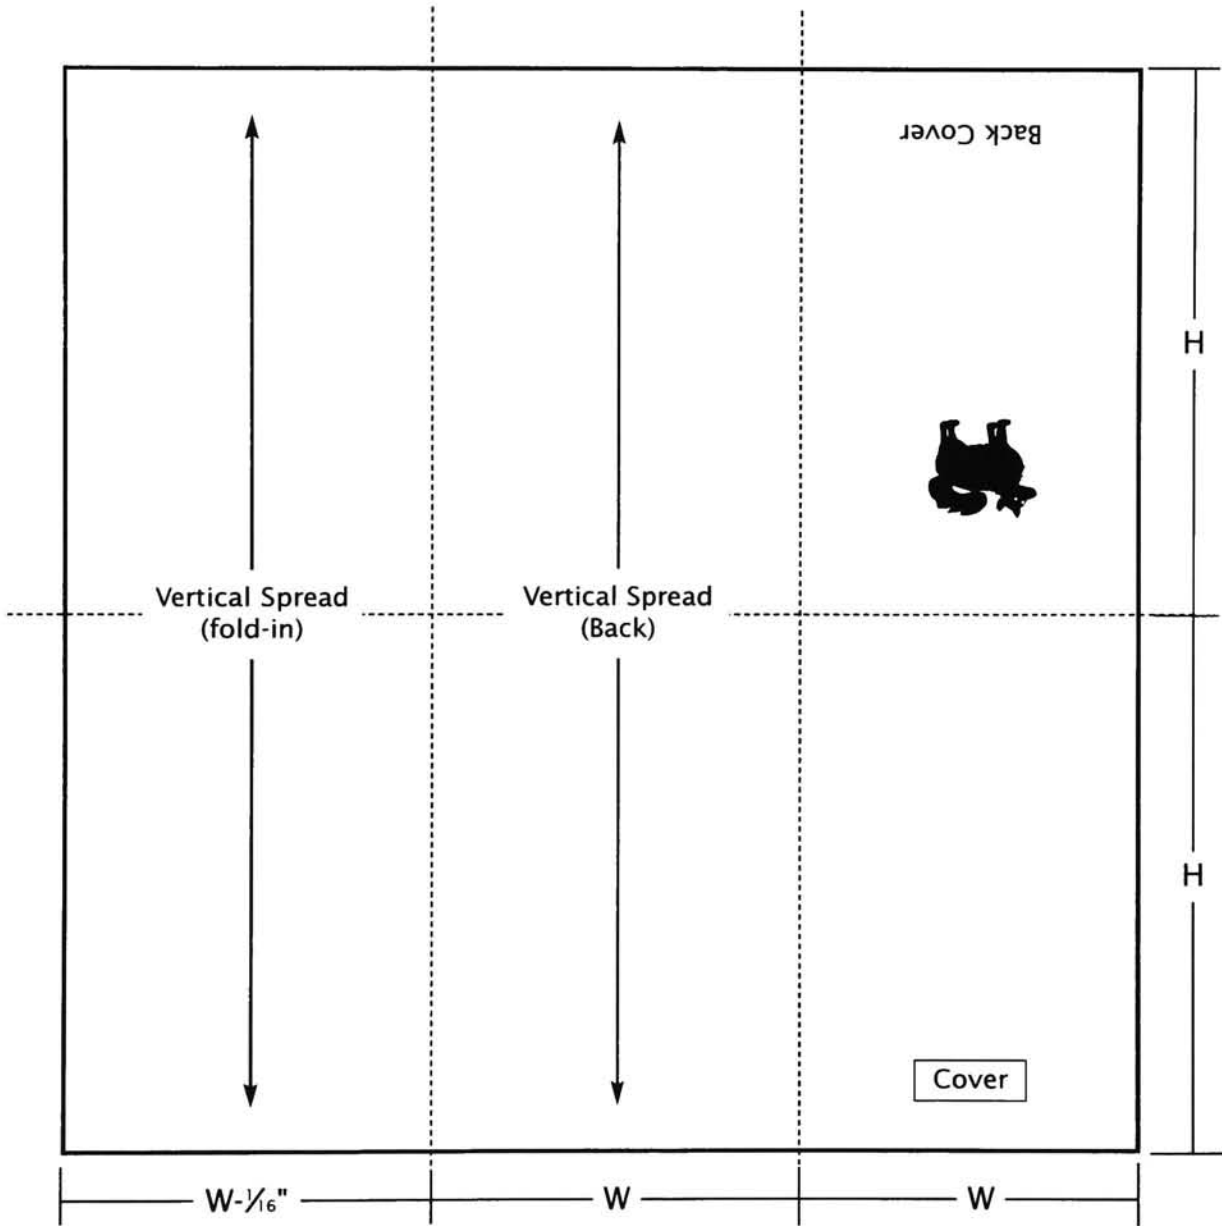 Back Cover
H
Vertical Spread
(fold-in)
Vertical Spread
(Back)
H
Cover
W-1/16"
W
W